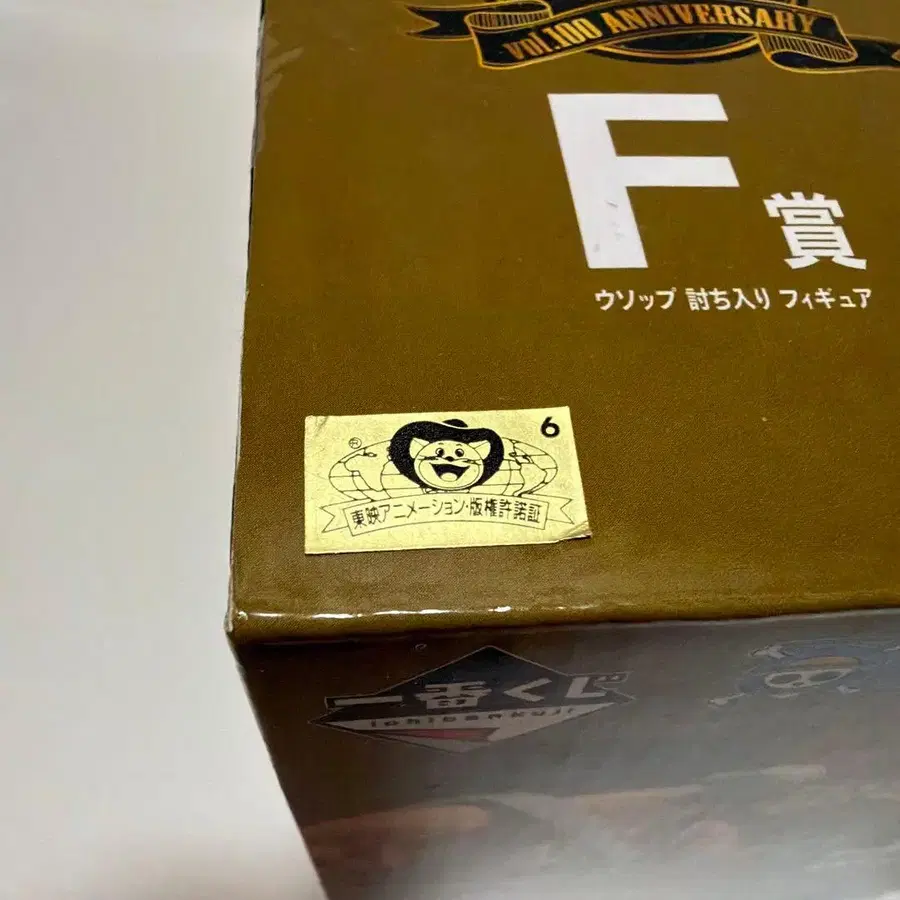 Vol.100 ANNIVERSARY
F賞
ウソップ 討ち入り フィギュア
6
®
東映アニメーション・版権許諾証
一番くじ